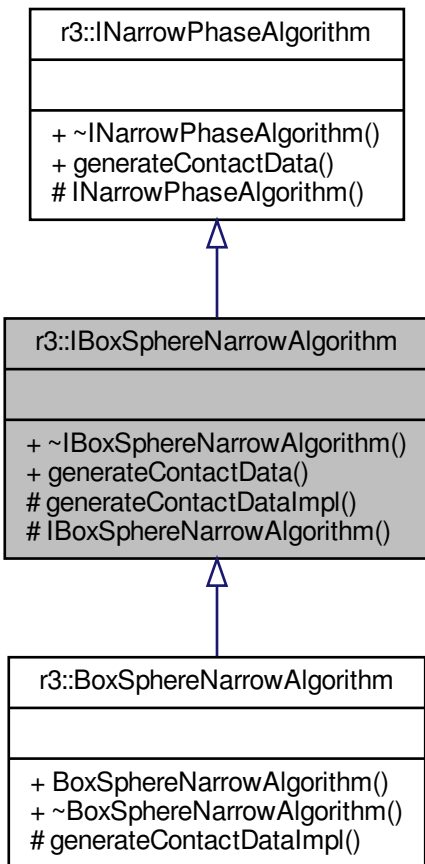 r3::INarrowPhaseAlgorithm
+ ~INarrowPhaseAlgorithm()
+ generateContactData()
# INarrowPhaseAlgorithm()
r3::IBoxSphereNarrowAlgorithm
+ ~IBoxSphereNarrowAlgorithm()
+ generateContactData()
# generateContactDataImpl()
# IBoxSphereNarrowAlgorithm()
r3::BoxSphereNarrowAlgorithm
+ BoxSphereNarrowAlgorithm()
+ ~BoxSphereNarrowAlgorithm()
# generateContactDataImpl()